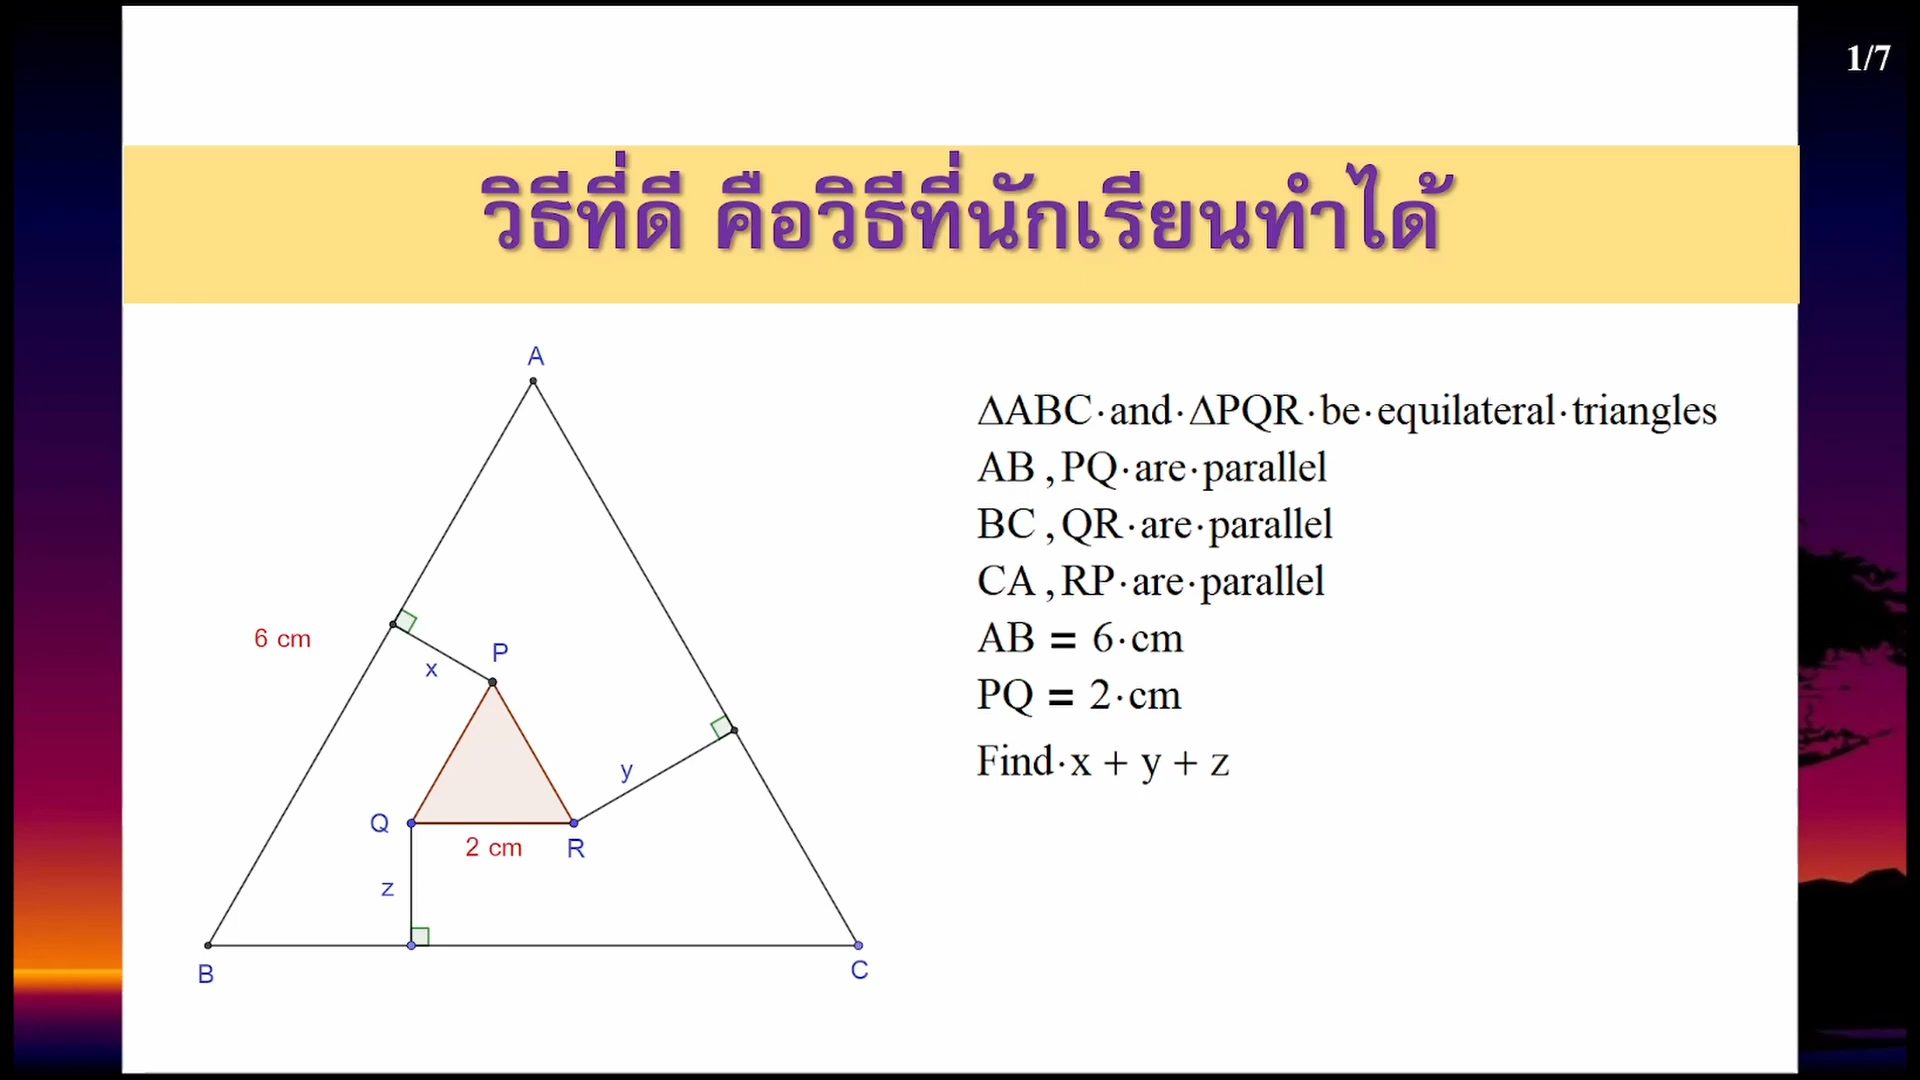 1/7
วิธีที่ดี คือวิธีที่นักเรียนทำได้
A
6 cm
x
P
y
Q
2 cm
R
z
B
C
ΔABC·and·ΔPQR·be·equilateral·triangles
AB ,PQ·are·parallel
BC ,QR·are·parallel
CA ,RP·are·parallel
AB = 6·cm
PQ = 2·cm
Find·x + y + z